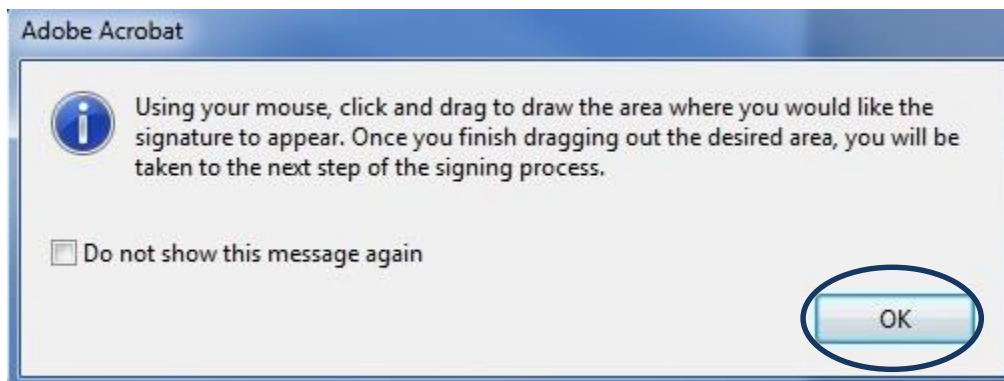 Adobe Acrobat
Using your mouse, click and drag to draw the area where you would like the
signature to appear. Once you finish dragging out the desired area, you will be
taken to the next step of the signing process.
Do not show this message again
OK